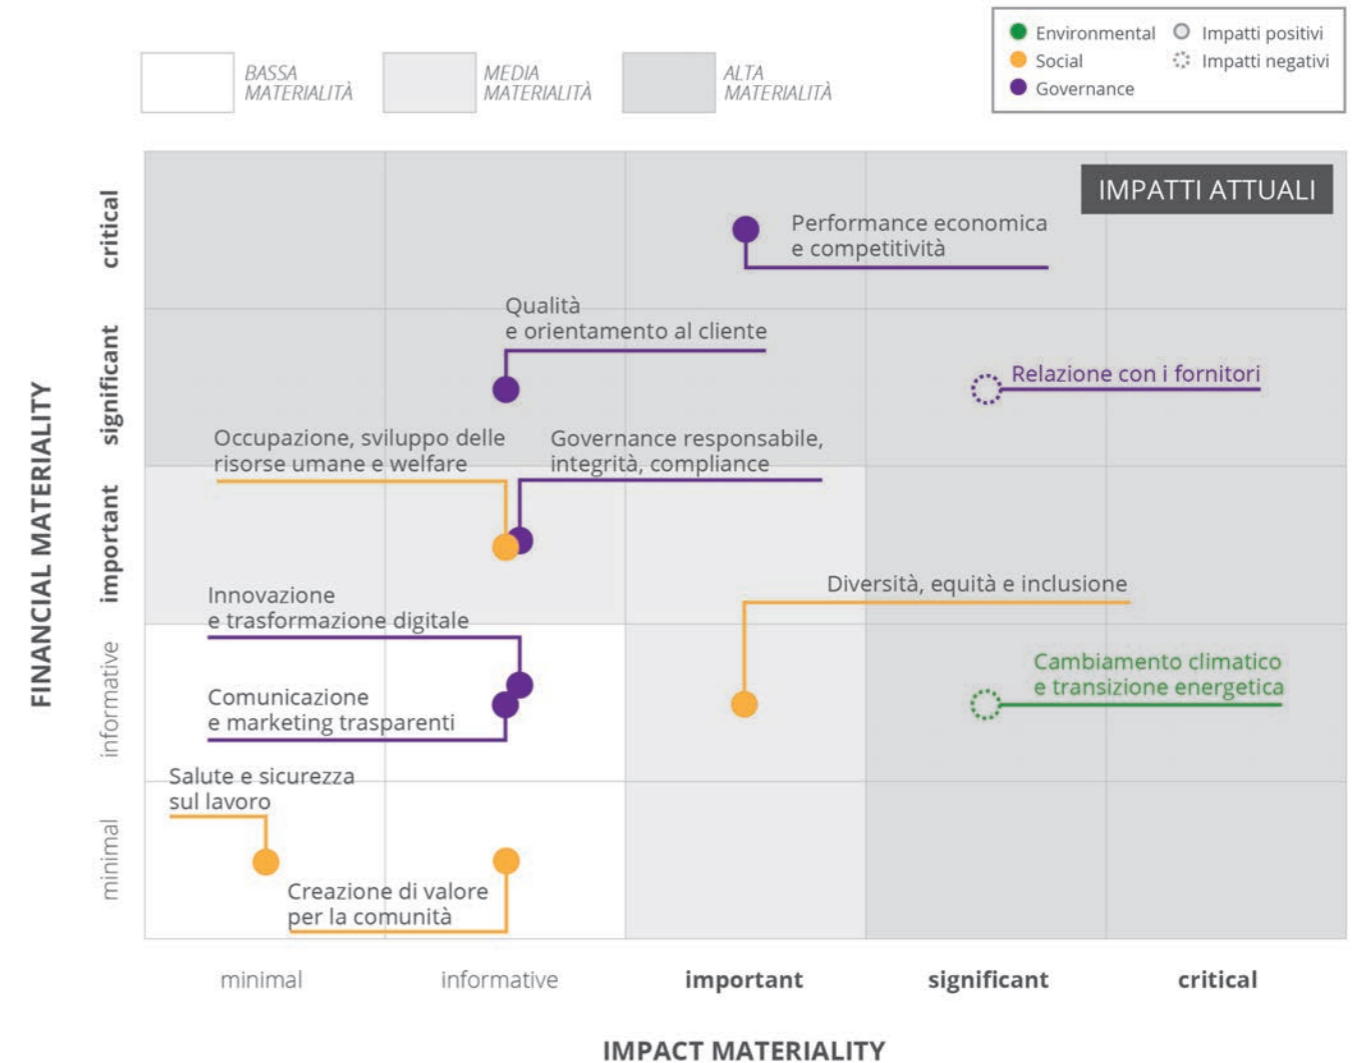 Environmental
Impatti positivi
Social
Impatti negativi
Governance
BASSA
MATERIALITÀ
MEDIA
MATERIALITÀ
ALTA
MATERIALITÀ
IMPATTI ATTUALI
FINANCIAL MATERIALITY
critical
significant
important
informative
minimal
Performance economica
e competitività
Qualità
e orientamento al cliente
Relazione con i fornitori
Occupazione, sviluppo delle
risorse umane e welfare
Governance responsabile,
integrità, compliance
Diversità, equità e inclusione
Innovazione
e trasformazione digitale
Cambiamento climatico
e transizione energetica
Comunicazione
e marketing trasparenti
Salute e sicurezza
sul lavoro
Creazione di valore
per la comunità
minimal
informative
important
significant
critical
IMPACT MATERIALITY